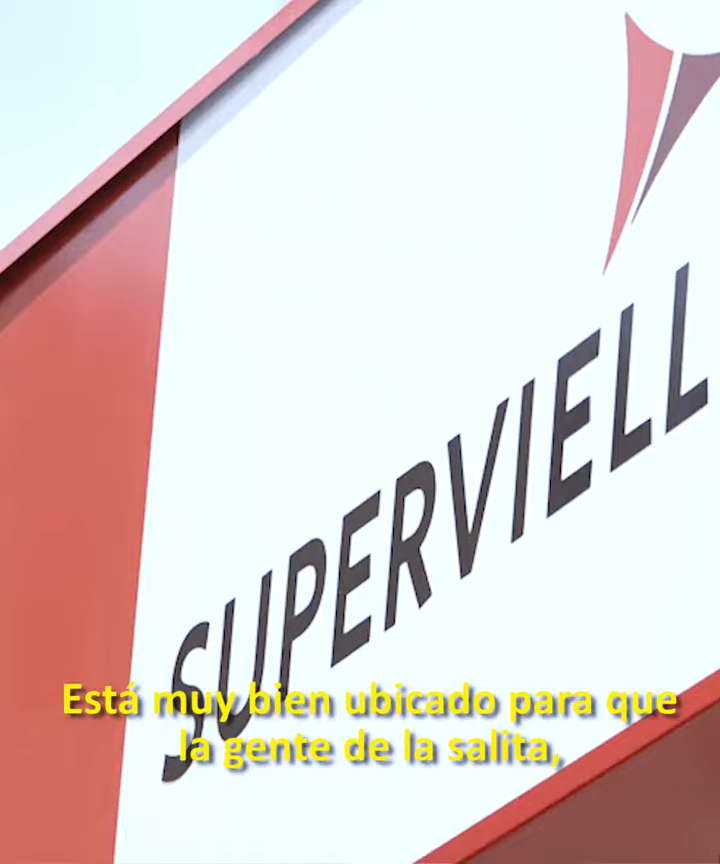 SUPERVIELL
Está muy bien ubicado para que
la gente de la salita,